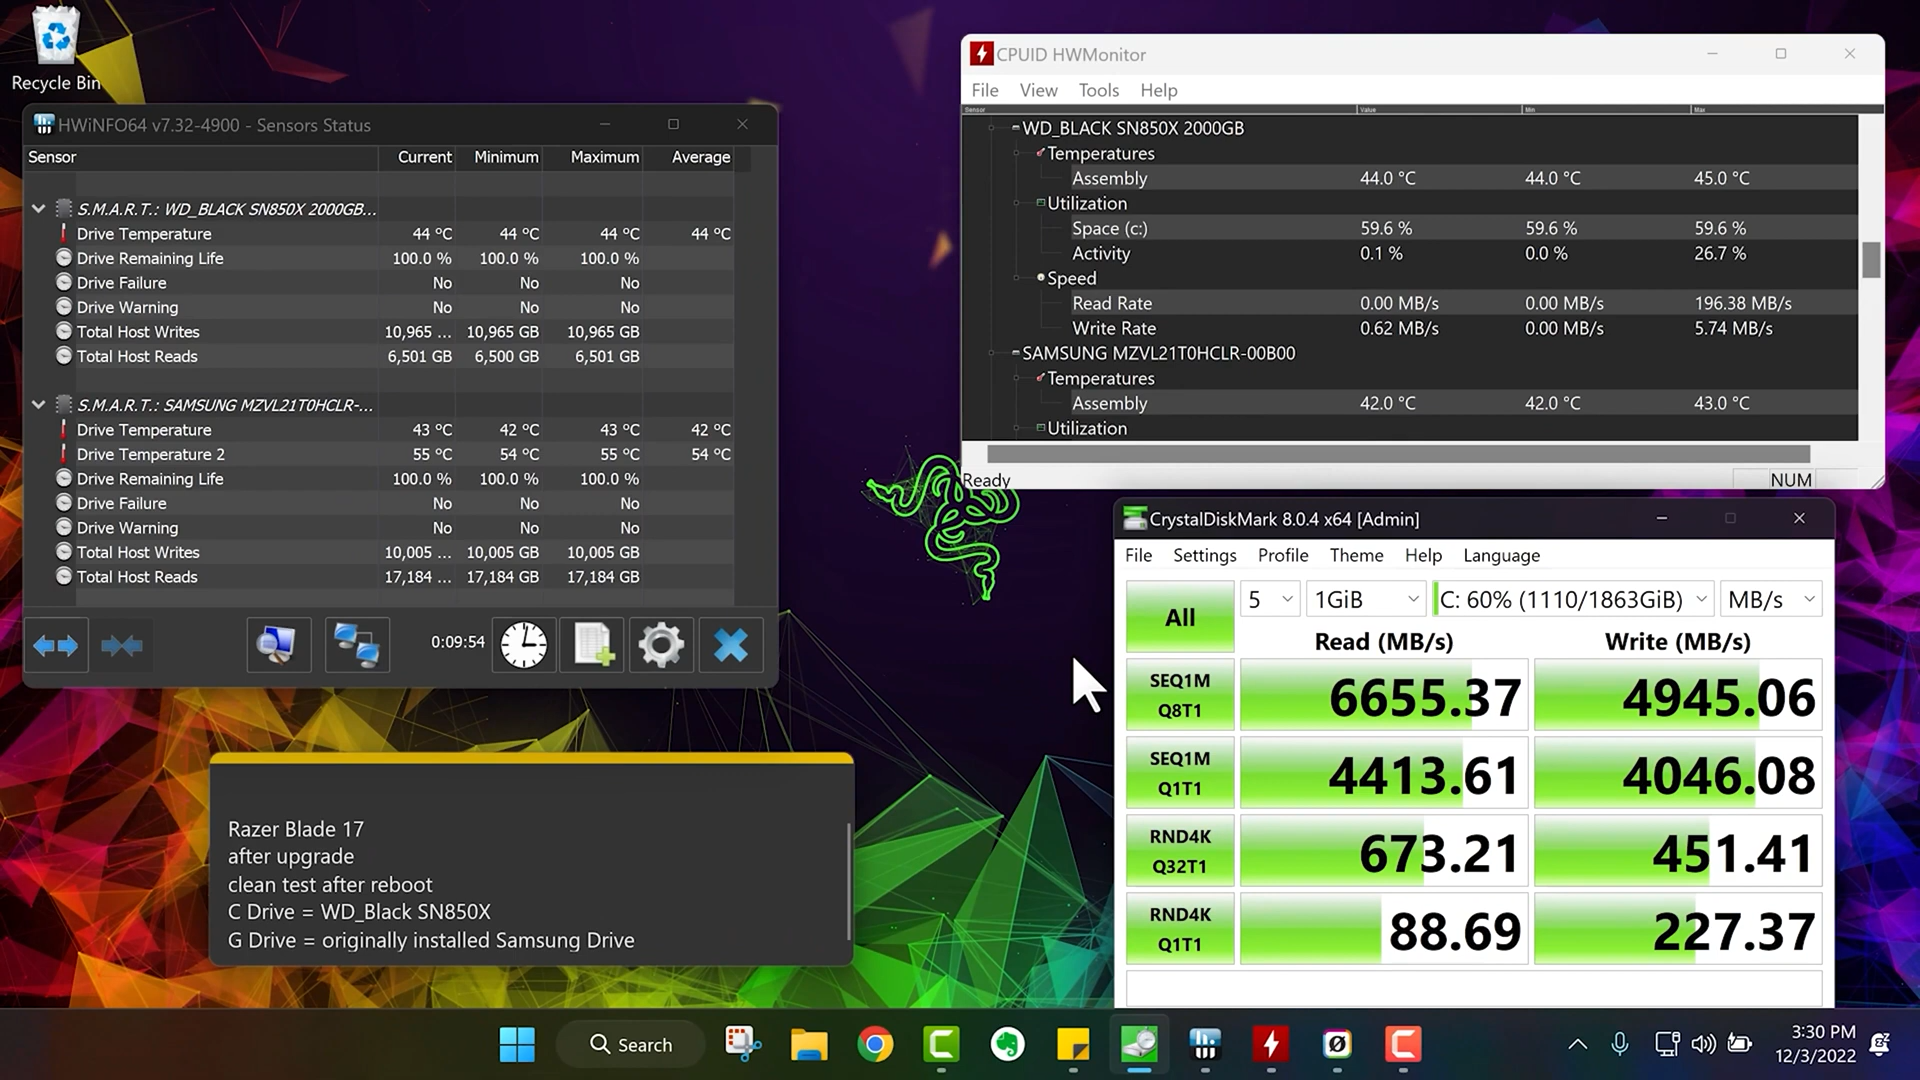 Recycle Bin
HWiNFO64 v7.32-4900 - Sensors Status
Sensor Current Minimum Maximum Average
S.M.A.R.T.: WD_BLACK SN850X 2000GB...
Drive Temperature 44 °C 44 °C 44 °C 44 °C
Drive Remaining Life 100.0 % 100.0 % 100.0 %
Drive Failure No No No
Drive Warning No No No
Total Host Writes 10,965 ... 10,965 GB 10,965 GB
Total Host Reads 6,501 GB 6,500 GB 6,501 GB
S.M.A.R.T.: SAMSUNG MZVL21T0HCLR-...
Drive Temperature 43 °C 42 °C 43 °C 42 °C
Drive Temperature 2 55 °C 54 °C 55 °C 54 °C
Drive Remaining Life 100.0 % 100.0 % 100.0 %
Drive Failure No No No
Drive Warning No No No
Total Host Writes 10,005 ... 10,005 GB 10,005 GB
Total Host Reads 17,184 ... 17,184 GB 17,184 GB
0:09:54
CPUID HWMonitor
File View Tools Help
Sensor Value Min Max
WD_BLACK SN850X 2000GB
Temperatures
Assembly 44.0 °C 44.0 °C 45.0 °C
Utilization
Space (c:) 59.6 % 59.6 % 59.6 %
Activity 0.1 % 0.0 % 26.7 %
Speed
Read Rate 0.00 MB/s 0.00 MB/s 196.38 MB/s
Write Rate 0.62 MB/s 0.00 MB/s 5.74 MB/s
SAMSUNG MZVL21T0HCLR-00B00
Temperatures
Assembly 42.0 °C 42.0 °C 43.0 °C
Utilization
Ready NUM
CrystalDiskMark 8.0.4 x64 [Admin]
File Settings Profile Theme Help Language
All 5 1GiB C: 60% (1110/1863GiB) MB/s
Read (MB/s) Write (MB/s)
SEQ1M
Q8T1 6655.37 4945.06
SEQ1M
Q1T1 4413.61 4046.08
RND4K
Q32T1 673.21 451.41
RND4K
Q1T1 88.69 227.37
Razer Blade 17
after upgrade
clean test after reboot
C Drive = WD_Black SN850X
G Drive = originally installed Samsung Drive
Search
3:30 PM
12/3/2022